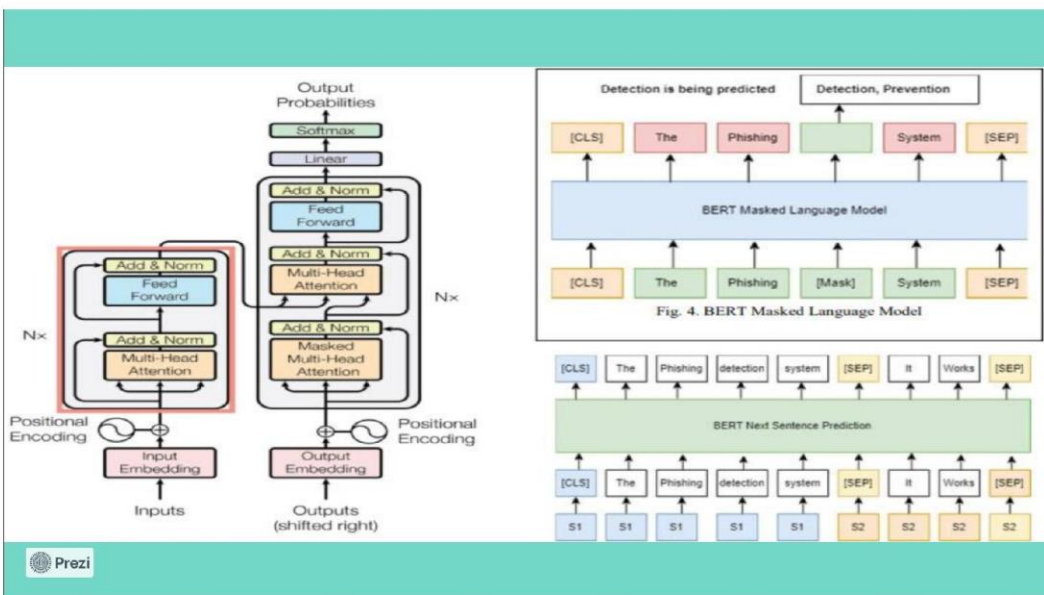 Output
Probabilities
Softmax
Linear
Add & Norm
Feed
Forward
Add & Norm
Multi-Head
Attention
Add & Norm
Masked
Multi-Head
Attention
Nx
Positional
Encoding
Output
Embedding
Outputs
(shifted right)
Add & Norm
Feed
Forward
Add & Norm
Multi-Head
Attention
Nx
Positional
Encoding
Input
Embedding
Inputs
Detection is being predicted
Detection, Prevention
[CLS] The Phishing System [SEP]
BERT Masked Language Model
[CLS] The Phishing [Mask] System [SEP]
Fig. 4. BERT Masked Language Model
[CLS] The Phishing detection system [SEP] It Works [SEP]
BERT Next Sentence Prediction
[CLS] The Phishing detection system [SEP] It Works [SEP]
S1 S1 S1 S1 S1 S2 S2 S2 S2
Prezi